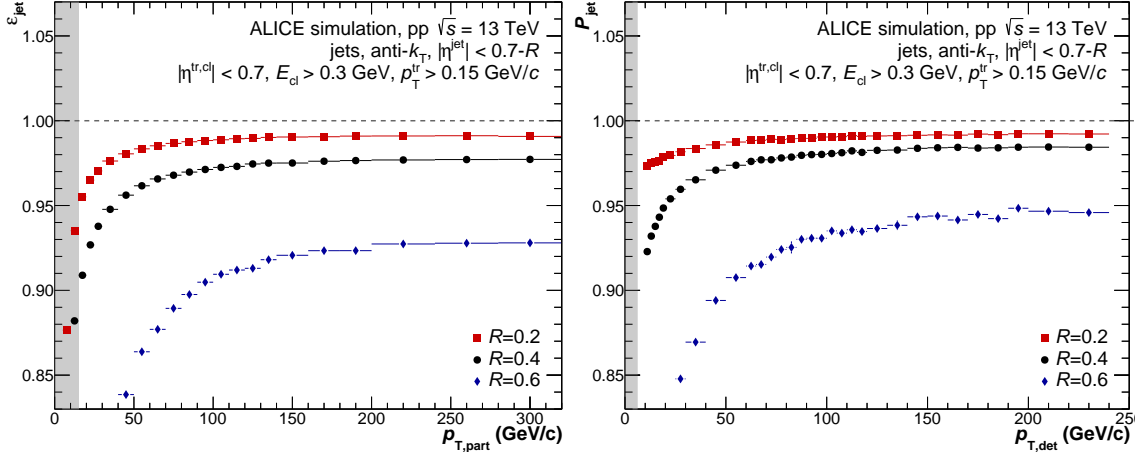 ε_jet
1.05
1.00
0.95
0.90
0.85
ALICE simulation, pp √s = 13 TeV
jets, anti-k_T, |η^jet| < 0.7-R
|η^tr,cl| < 0.7, E_cl > 0.3 GeV, p_T^tr > 0.15 GeV/c
R=0.2
R=0.4
R=0.6
0 50 100 150 200 250 300
p_T,part (GeV/c)
P_jet
1.05
1.00
0.95
0.90
0.85
ALICE simulation, pp √s = 13 TeV
jets, anti-k_T, |η^jet| < 0.7-R
|η^tr,cl| < 0.7, E_cl > 0.3 GeV, p_T^tr > 0.15 GeV/c
R=0.2
R=0.4
R=0.6
0 50 100 150 200 250
p_T,det (GeV/c)